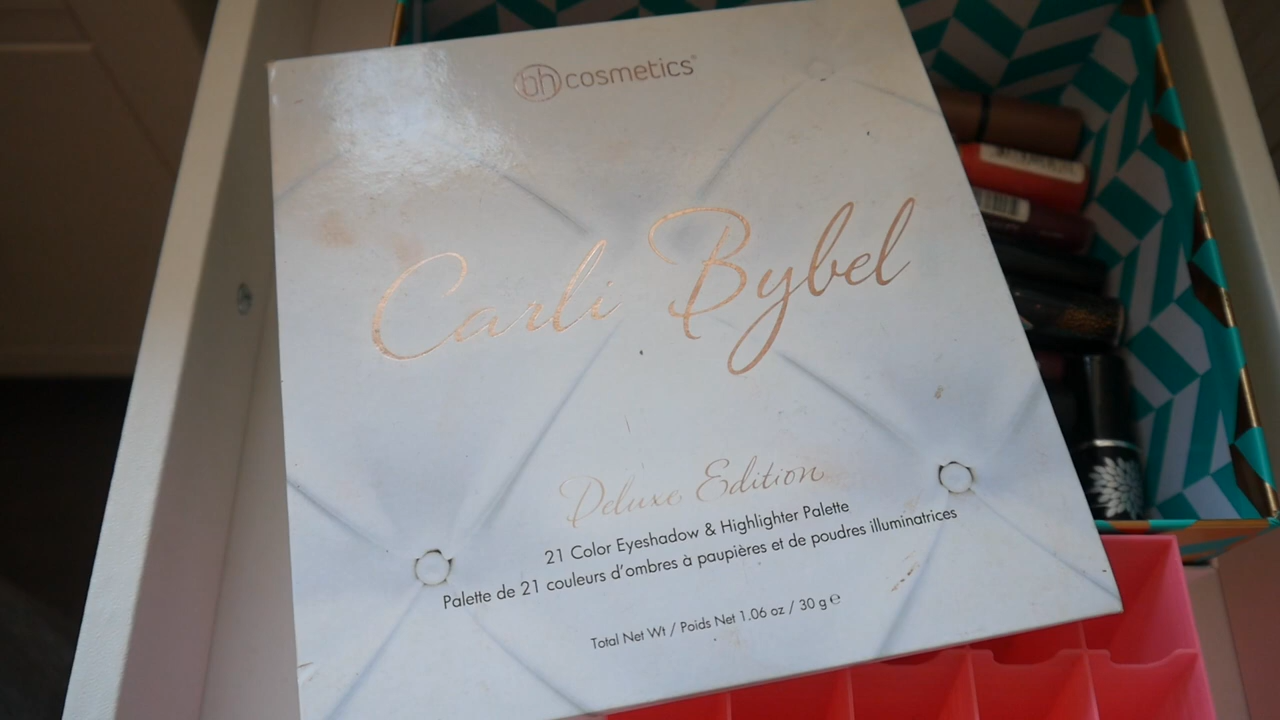 bh cosmetics®
Carli Bybel
Deluxe Edition
21 Color Eyeshadow & Highlighter Palette
Palette de 21 couleurs d'ombres à paupières et de poudres illuminatrices
Total Net Wt / Poids Net 1.06 oz / 30 g ℮